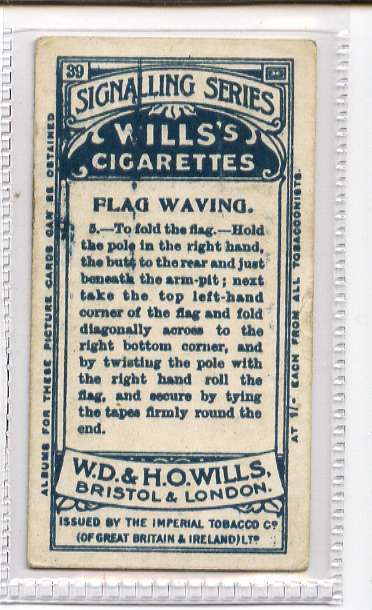 39
SIGNALLING SERIES
WILLS'S
CIGARETTES
FLAG WAVING.
5.—To fold the flag.—Hold
the pole in the right hand,
the butt to the rear and just
beneath the arm-pit; next
take the top left-hand
corner of the flag and fold
diagonally across to the
right bottom corner, and
by twisting the pole with
the right hand roll the
flag, and secure by tying
the tapes firmly round the
end.
ALBUMS FOR THESE PICTURE CARDS CAN BE OBTAINED
AT 1/- EACH FROM ALL TOBACCONISTS.
W.D. & H.O. WILLS,
BRISTOL & LONDON.
ISSUED BY THE IMPERIAL TOBACCO Co
(OF GREAT BRITAIN & IRELAND) LTD